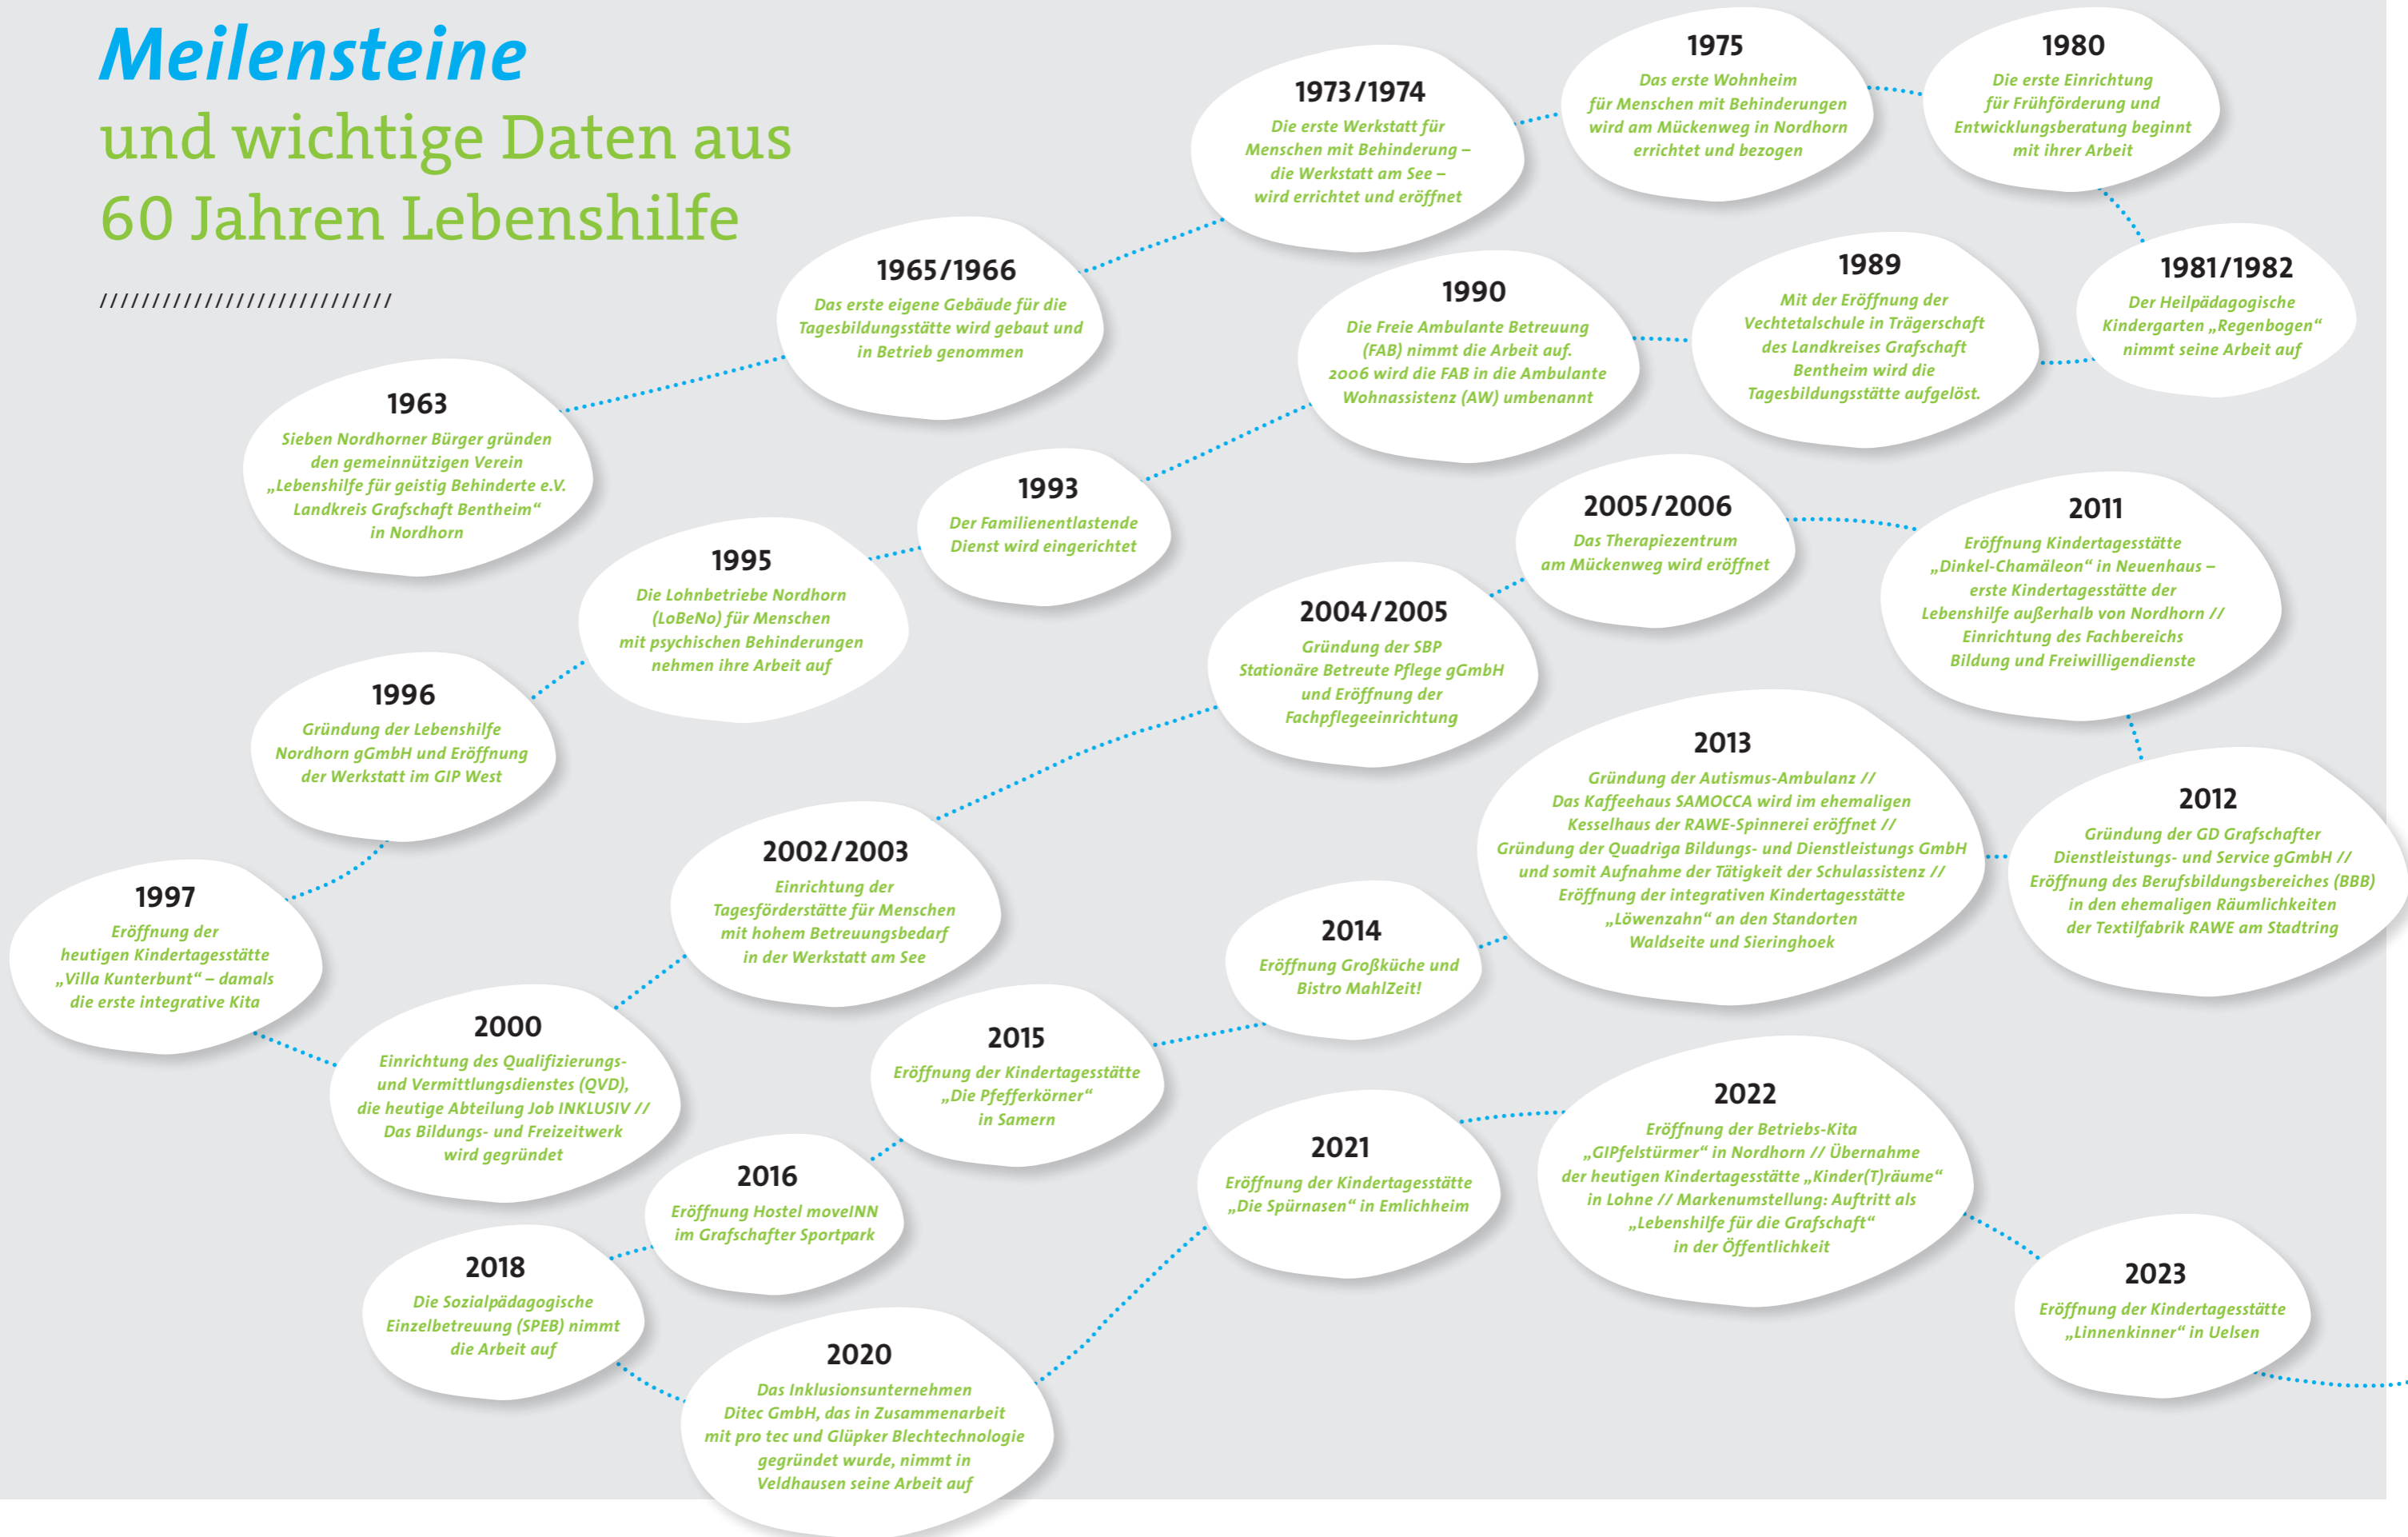 Meilensteine
und wichtige Daten aus
60 Jahren Lebenshilfe
////////////////////////////
1963
Sieben Nordhorner Bürger gründen
den gemeinnützigen Verein
„Lebenshilfe für geistig Behinderte e.V.
Landkreis Grafschaft Bentheim“
in Nordhorn
1965/1966
Das erste eigene Gebäude für die
Tagesbildungsstätte wird gebaut und
in Betrieb genommen
1973/1974
Die erste Werkstatt für
Menschen mit Behinderung –
die Werkstatt am See –
wird errichtet und eröffnet
1975
Das erste Wohnheim
für Menschen mit Behinderungen
wird am Mückenweg in Nordhorn
errichtet und bezogen
1980
Die erste Einrichtung
für Frühförderung und
Entwicklungsberatung beginnt
mit ihrer Arbeit
1981/1982
Der Heilpädagogische
Kindergarten „Regenbogen“
nimmt seine Arbeit auf
1989
Mit der Eröffnung der
Vechtetalschule in Trägerschaft
des Landkreises Grafschaft
Bentheim wird die
Tagesbildungsstätte aufgelöst.
1990
Die Freie Ambulante Betreuung
(FAB) nimmt die Arbeit auf.
2006 wird die FAB in die Ambulante
Wohnassistenz (AW) umbenannt
1993
Der Familienentlastende
Dienst wird eingerichtet
1995
Die Lohnbetriebe Nordhorn
(LoBeNo) für Menschen
mit psychischen Behinderungen
nehmen ihre Arbeit auf
1996
Gründung der Lebenshilfe
Nordhorn gGmbH und Eröffnung
der Werkstatt im GIP West
1997
Eröffnung der
heutigen Kindertagesstätte
„Villa Kunterbunt“ – damals
die erste integrative Kita
2000
Einrichtung des Qualifizierungs-
und Vermittlungsdienstes (QVD),
die heutige Abteilung Job INKLUSIV //
Das Bildungs- und Freizeitwerk
wird gegründet
2002/2003
Einrichtung der
Tagesförderstätte für Menschen
mit hohem Betreuungsbedarf
in der Werkstatt am See
2004/2005
Gründung der SBP
Stationäre Betreute Pflege gGmbH
und Eröffnung der
Fachpflegeeinrichtung
2005/2006
Das Therapiezentrum
am Mückenweg wird eröffnet
2011
Eröffnung Kindertagesstätte
„Dinkel-Chamäleon“ in Neuenhaus –
erste Kindertagesstätte der
Lebenshilfe außerhalb von Nordhorn //
Einrichtung des Fachbereichs
Bildung und Freiwilligendienste
2012
Gründung der GD Grafschafter
Dienstleistungs- und Service gGmbH //
Eröffnung des Berufsbildungsbereiches (BBB)
in den ehemaligen Räumlichkeiten
der Textilfabrik RAWE am Stadtring
2013
Gründung der Autismus-Ambulanz //
Das Kaffeehaus SAMOCCA wird im ehemaligen
Kesselhaus der RAWE-Spinnerei eröffnet //
Gründung der Quadriga Bildungs- und Dienstleistungs GmbH
und somit Aufnahme der Tätigkeit der Schulassistenz //
Eröffnung der integrativen Kindertagesstätte
„Löwenzahn“ an den Standorten
Waldseite und Sieringhoek
2014
Eröffnung Großküche und
Bistro MahlZeit!
2015
Eröffnung der Kindertagesstätte
„Die Pfefferkörner“
in Samern
2016
Eröffnung Hostel moveINN
im Grafschafter Sportpark
2018
Die Sozialpädagogische
Einzelbetreuung (SPEB) nimmt
die Arbeit auf
2020
Das Inklusionsunternehmen
Ditec GmbH, das in Zusammenarbeit
mit pro tec und Glüpker Blechtechnologie
gegründet wurde, nimmt in
Veldhausen seine Arbeit auf
2021
Eröffnung der Kindertagesstätte
„Die Spürnasen“ in Emlichheim
2022
Eröffnung der Betriebs-Kita
„GIPfelstürmer“ in Nordhorn // Übernahme
der heutigen Kindertagesstätte „Kinder(T)räume“
in Lohne // Markenumstellung: Auftritt als
„Lebenshilfe für die Grafschaft“
in der Öffentlichkeit
2023
Eröffnung der Kindertagesstätte
„Linnenkinner“ in Uelsen